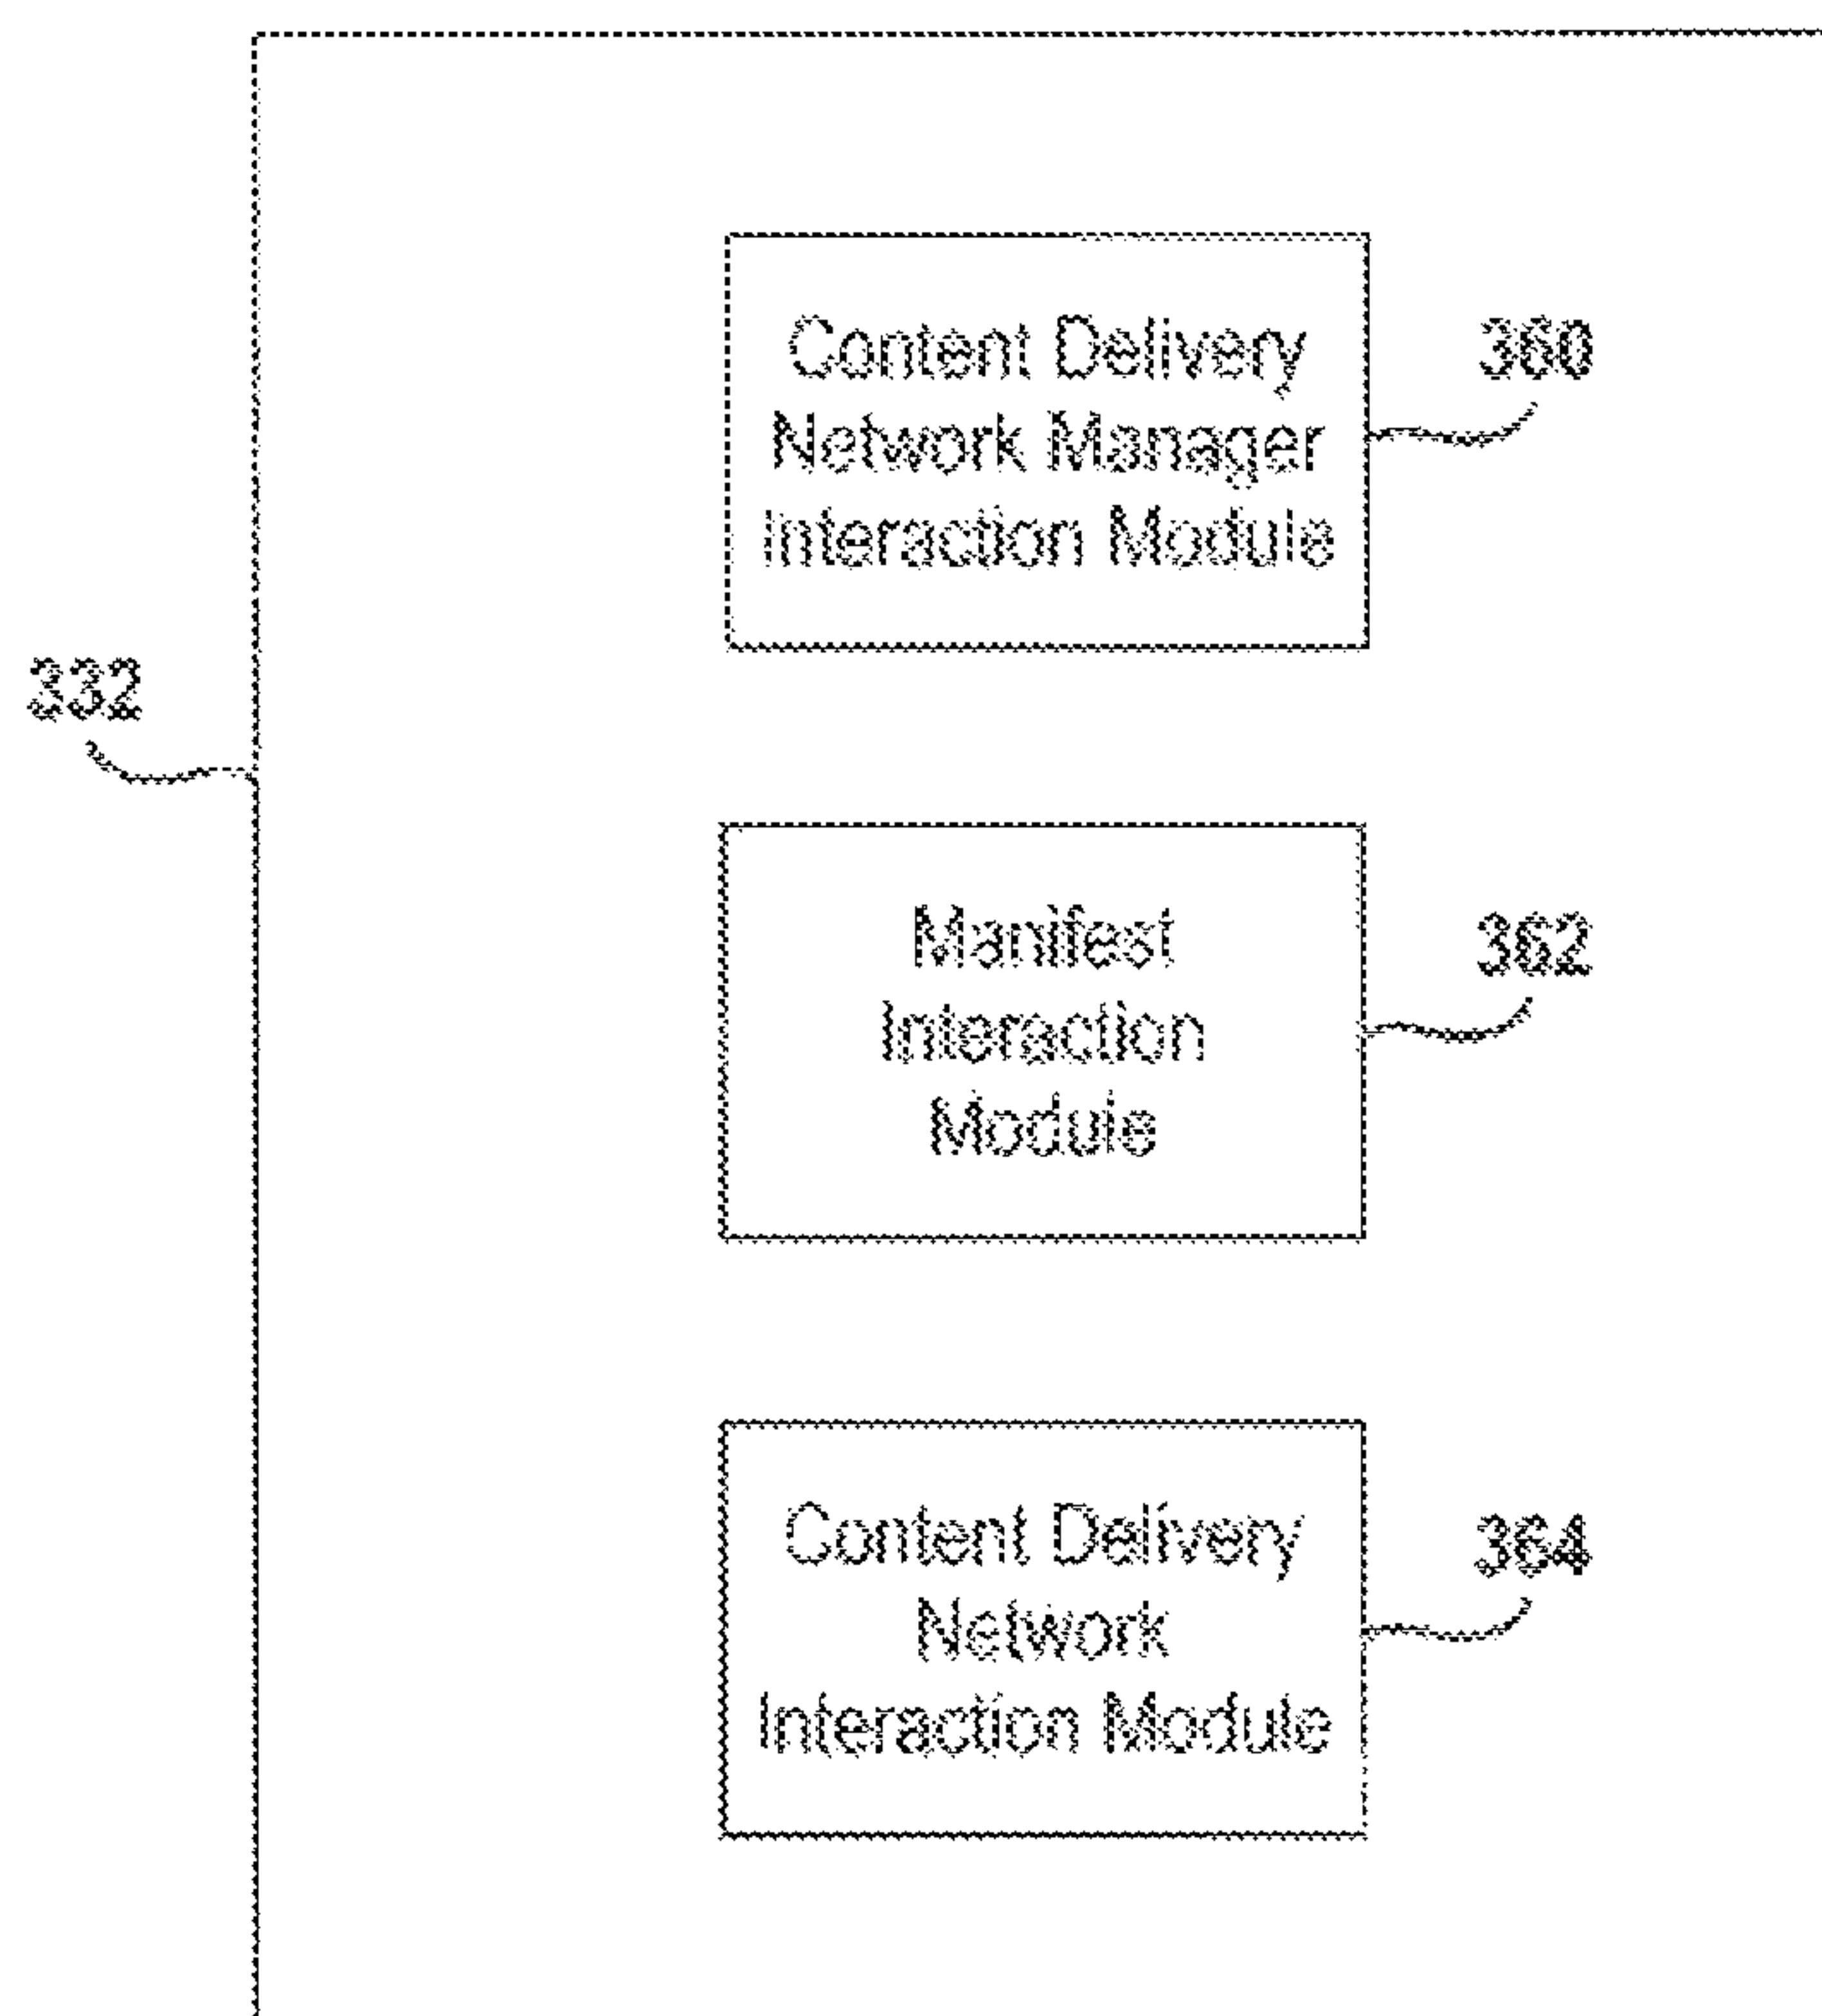 Content Delivery
Network Manager
Interaction Module
360
332
Manifest
Interaction
Module
362
Content Delivery
Network
Interaction Module
364